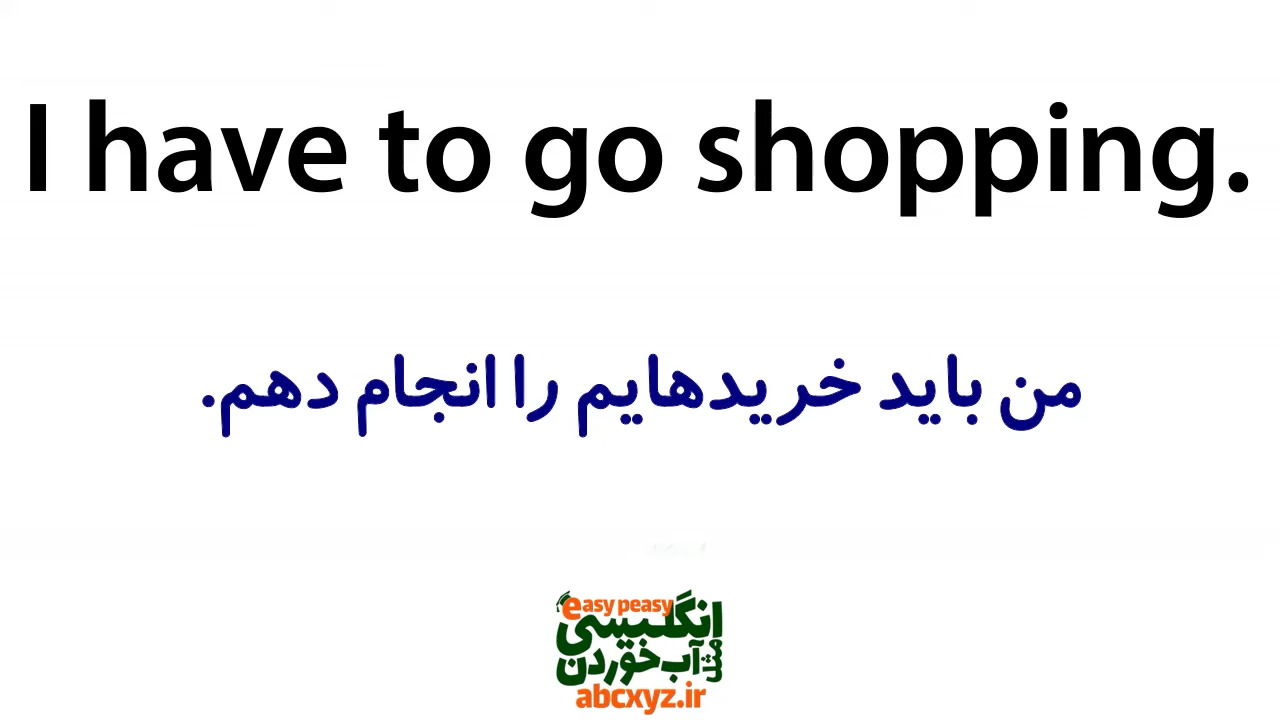 I have to go shopping.
من باید خریدهایم را انجام دهم.
easy peasy
انگلیسی
مثل آب خوردن
abcxyz.ir